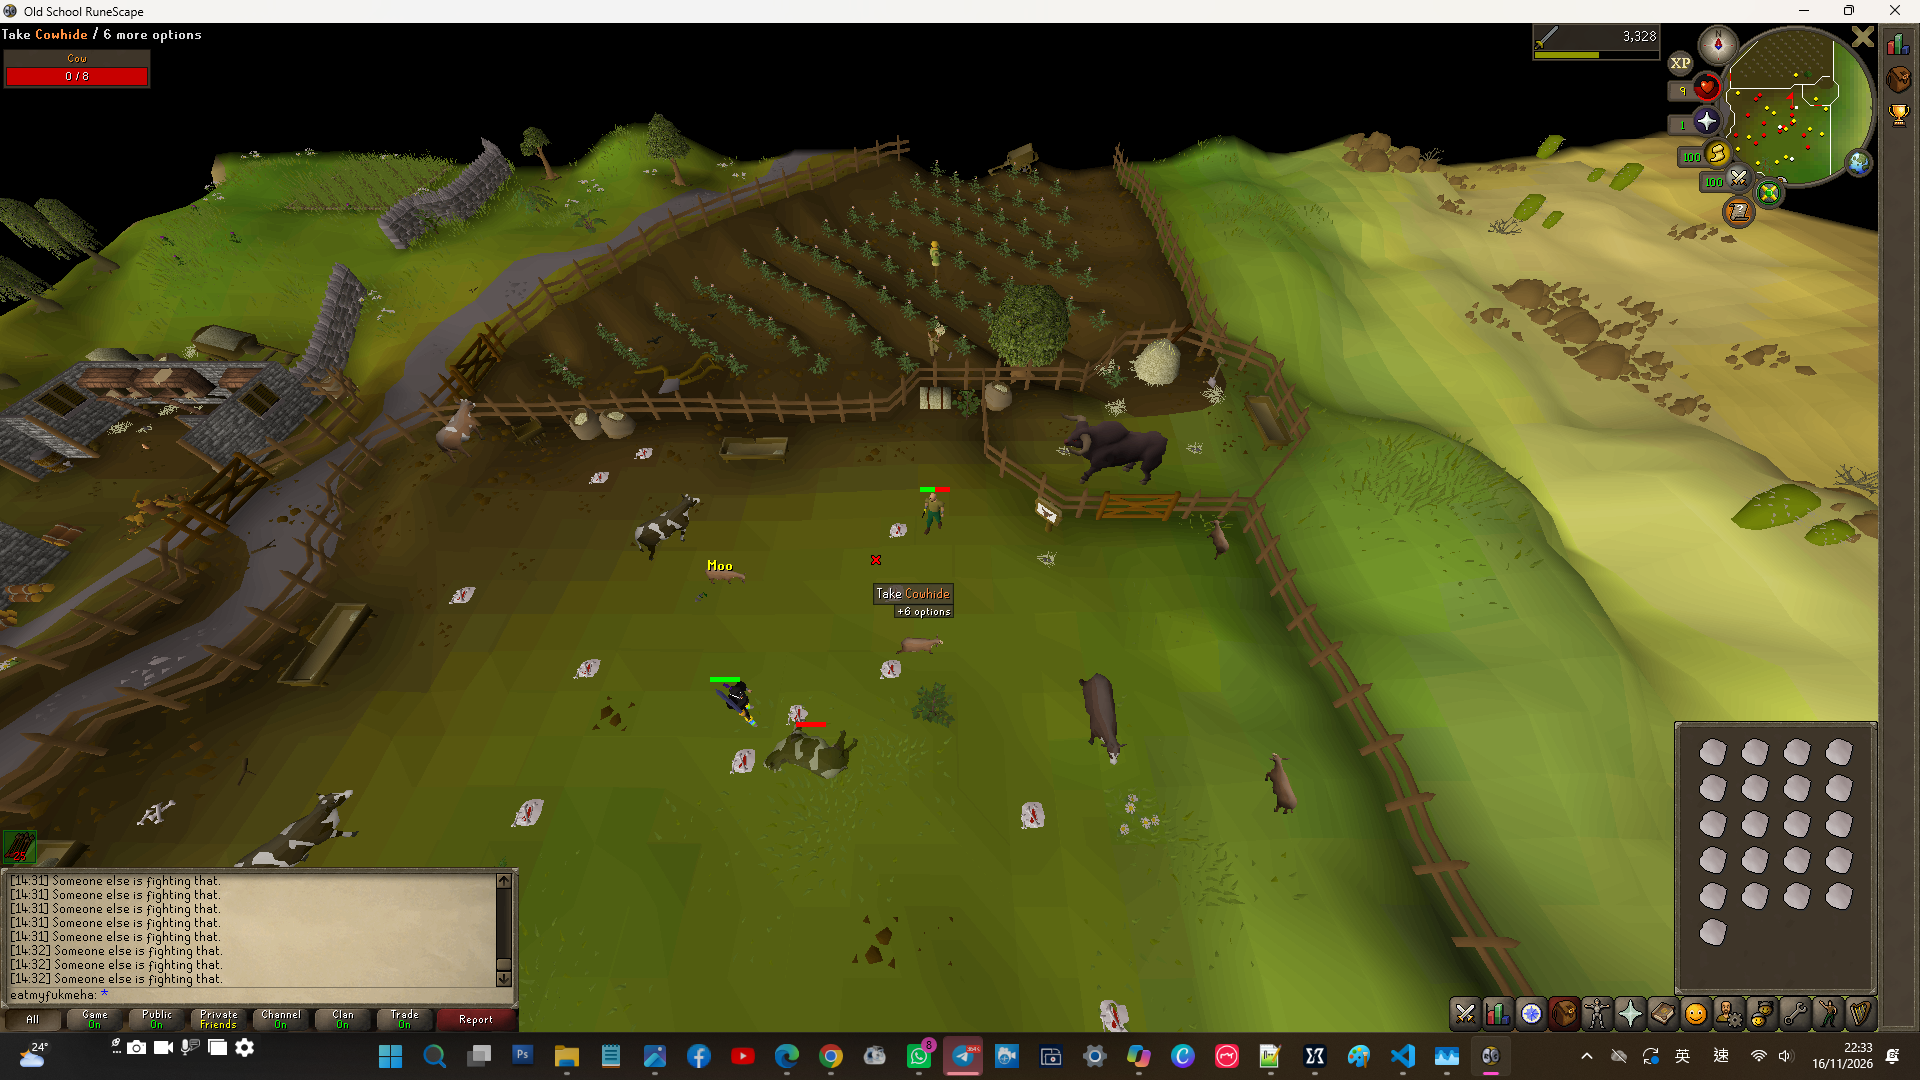 Old School RuneScape
Take Cowhide / 6 more options
Cow
0 / 8
3,328
N
XP
9
1
100
100
Moo
Take Cowhide
+6 options
-25
[14:31] Someone else is fighting that.
[14:31] Someone else is fighting that.
[14:31] Someone else is fighting that.
[14:31] Someone else is fighting that.
[14:31] Someone else is fighting that.
[14:32] Someone else is fighting that.
[14:32] Someone else is fighting that.
[14:32] Someone else is fighting that.
eatmyfukmeha: *
All
Game
On
Public
On
Private
Friends
Channel
On
Clan
On
Trade
On
Report
24°
Ps
8
英
速
22:33
16/11/2026